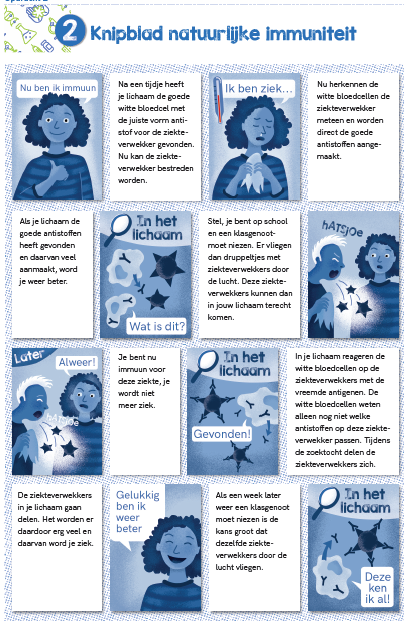 Opdracht 2
2 Knipblad natuurlijke immuniteit
Nu ben ik immuun
Na een tijdje heeft
je lichaam de goede
witte bloedcel met
de juiste vorm anti-
stof voor de ziekte-
verwekker gevonden.
Nu kan de ziekte-
verwekker bestreden
worden.
Ik ben ziek...
Nu herkennen de
witte bloedcellen de
ziekteverwekker
meteen en worden
direct de goede
antistoffen aange-
maakt.
Als je lichaam de
goede antistoffen
heeft gevonden
en daarvan veel
aanmaakt, word
je weer beter.
In het
lichaam
Wat is dit?
Stel, je bent op school
en een klasgenoot-
moet niezen. Er vliegen
dan druppeltjes met
ziekteverwekkers door
de lucht. Deze ziekte-
verwekkers kunnen dan
in jouw lichaam terecht
komen.
hATSJOE
Later
Alweer!
Je bent nu
immuun voor
deze ziekte, je
wordt niet
meer ziek.
In het
lichaam
Gevonden!
In je lichaam reageren de
witte bloedcellen op de
ziekteverwekkers met de
vreemde antigenen. De
witte bloedcellen weten
alleen nog niet welke
antistoffen op deze ziekte-
verwekker passen. Tijdens
de zoektocht delen de
ziekteverwekkers zich.
De ziekteverwekkers
in je lichaam gaan
delen. Het worden er
daardoor erg veel en
daarvan word je ziek.
Gelukkig
ben ik
weer
beter
Als een week later
weer een klasgenoot
moet niezen is de
kans groot dat
dezelfde ziekte-
verwekkers door de
lucht vliegen.
In het
lichaam
Deze
ken
ik al!